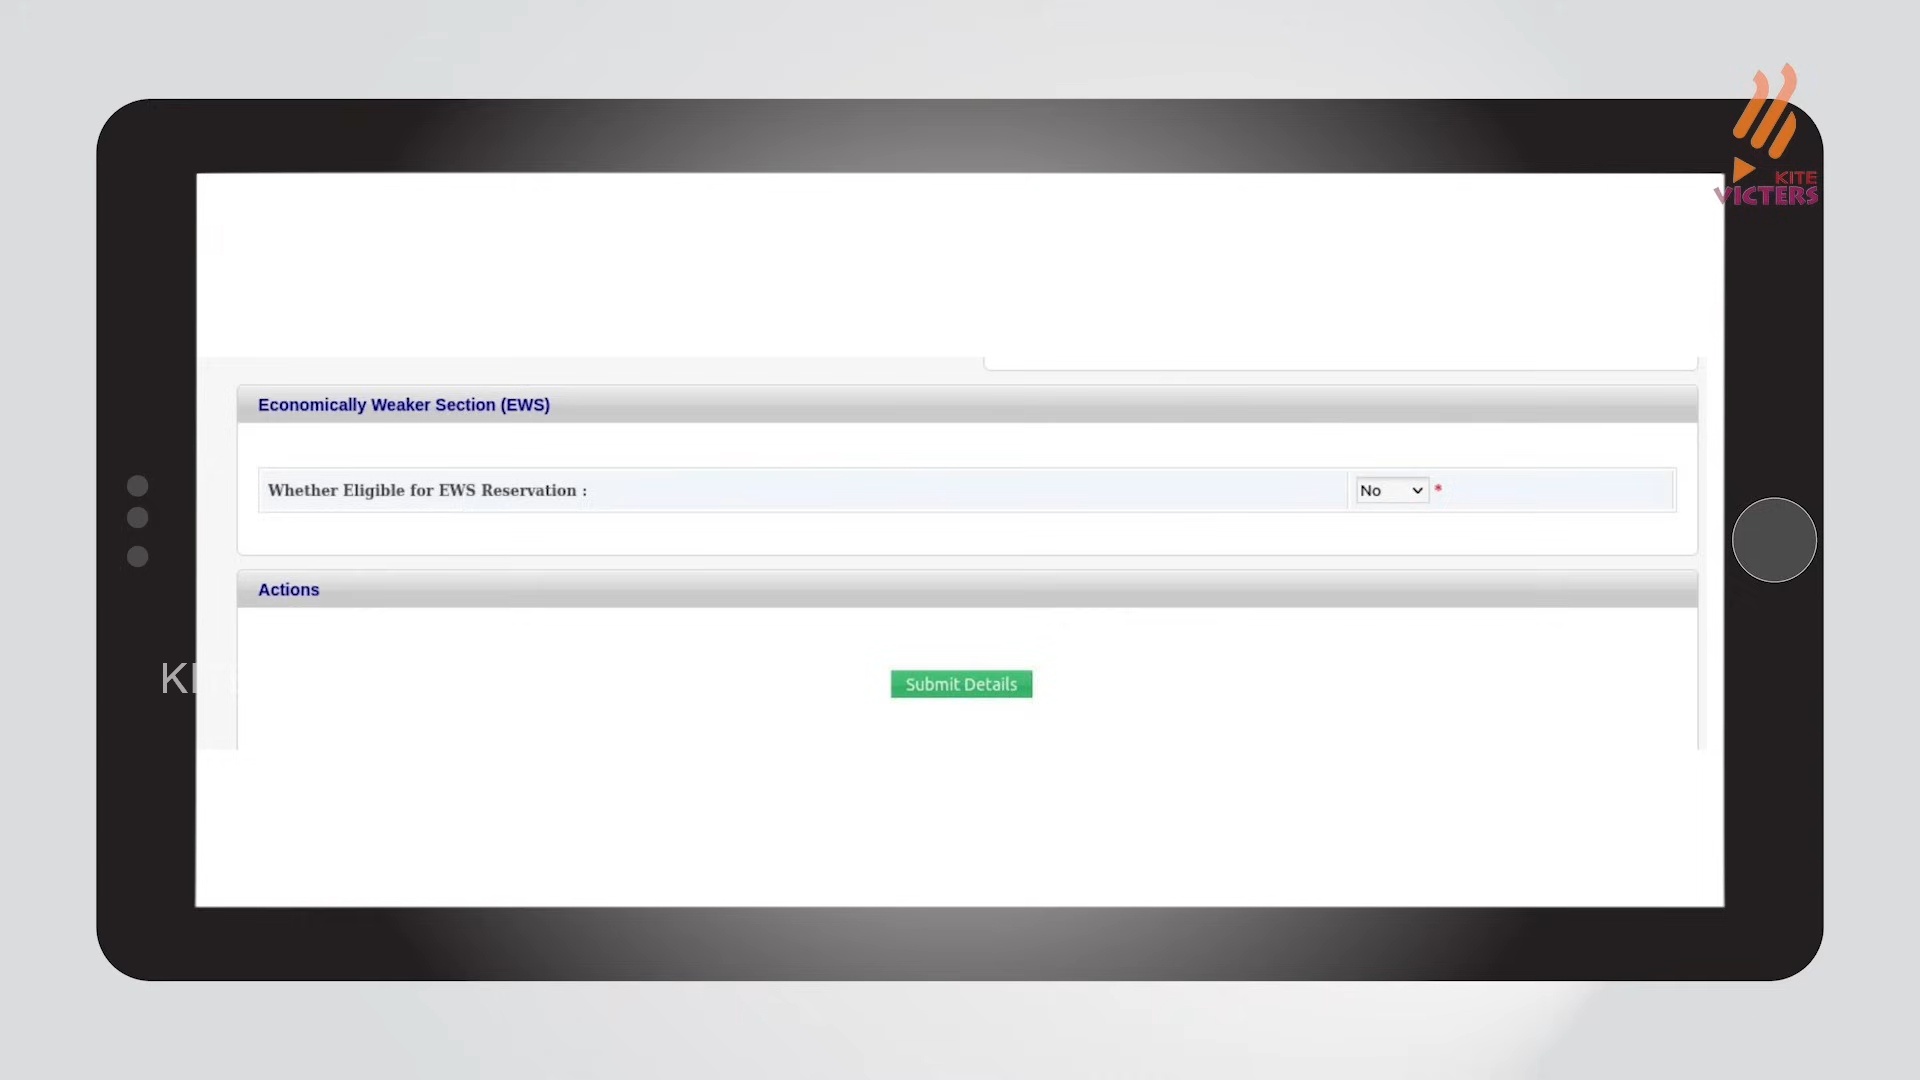 KITE
VICTERS
Economically Weaker Section (EWS)
Whether Eligible for EWS Reservation : No *
Actions
Submit Details